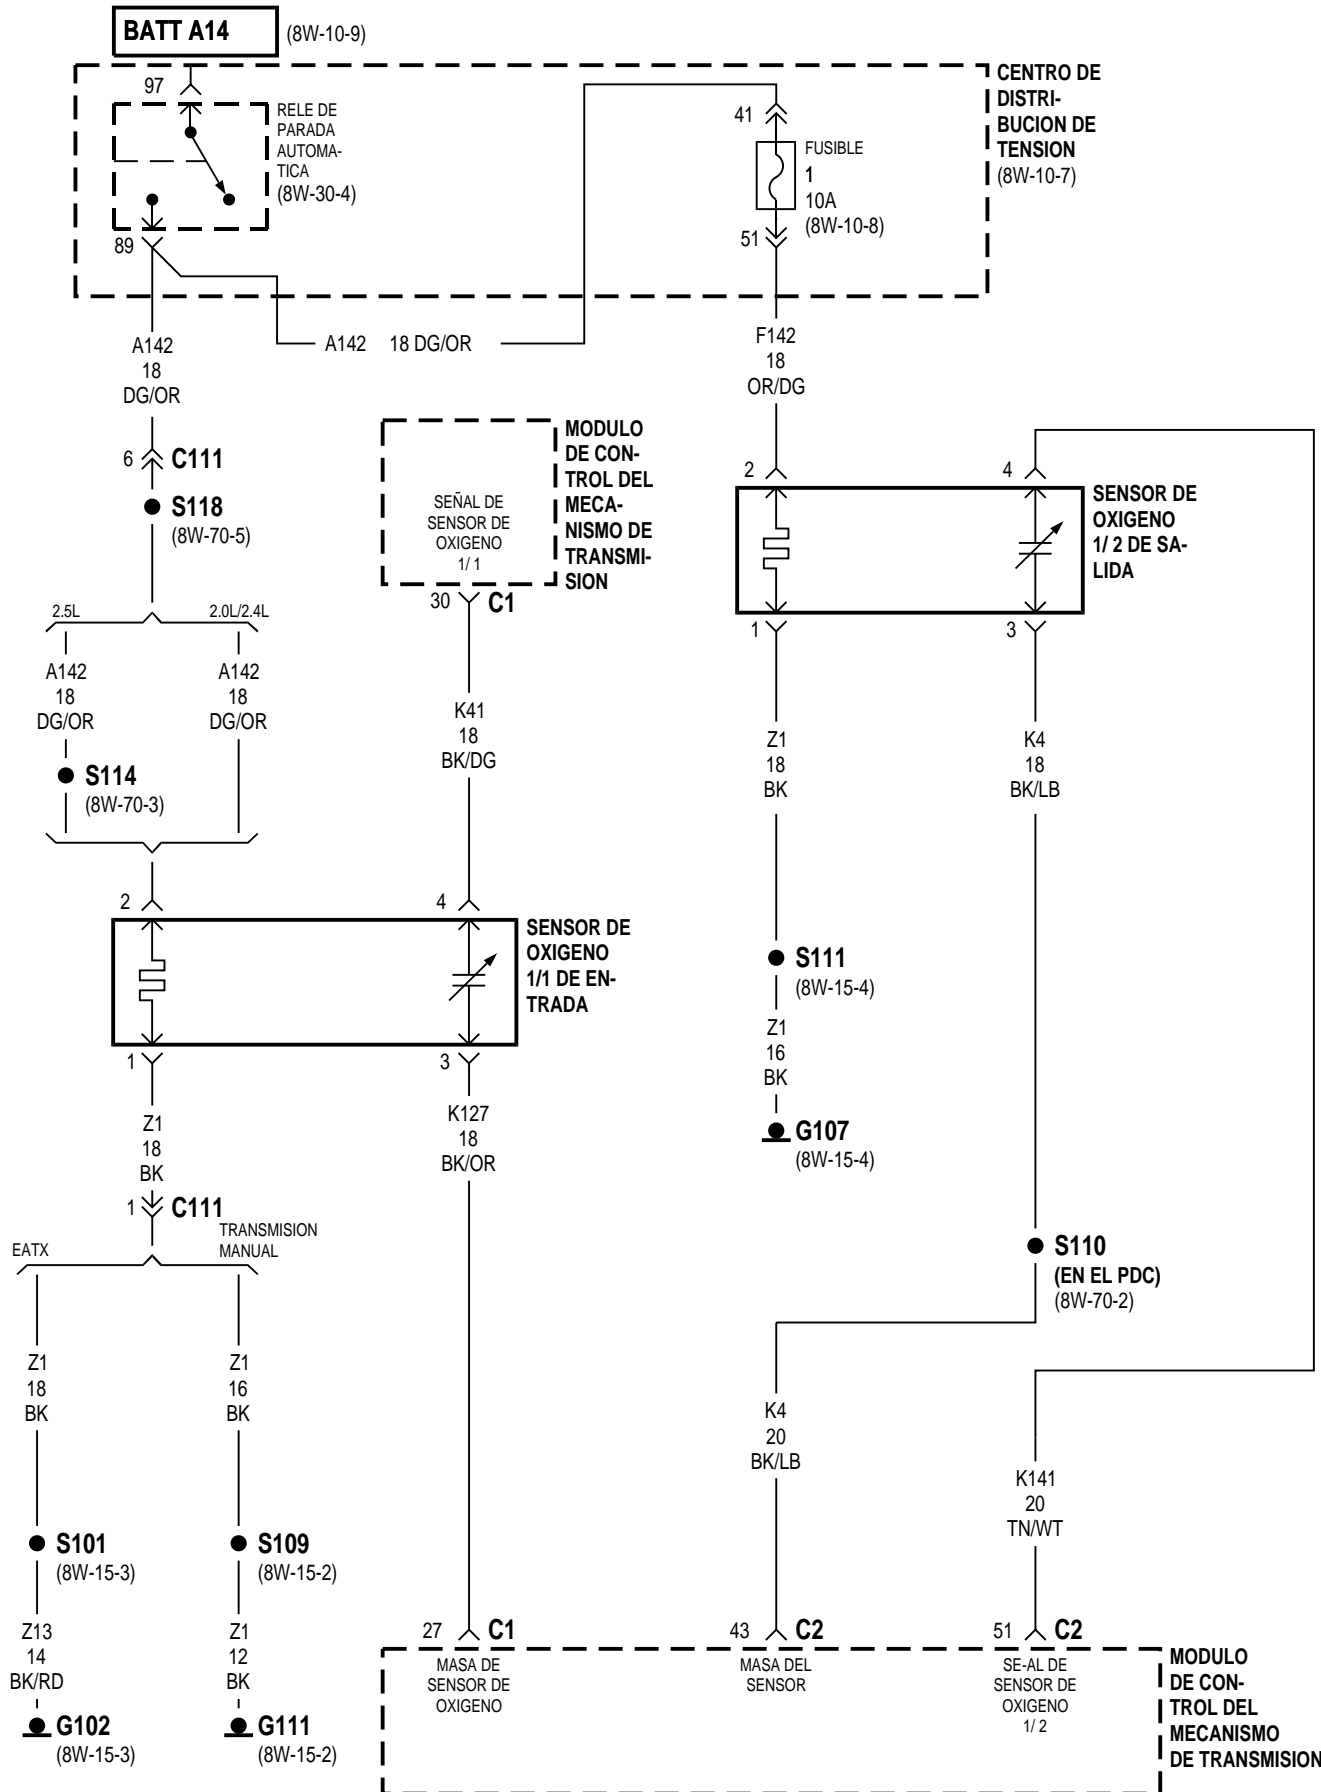 BATT A14
(8W-10-9)
CENTRO DE
DISTRI-
BUCION DE
TENSION
(8W-10-7)
97
RELE DE
PARADA
AUTOMA-
TICA
(8W-30-4)
89
41
FUSIBLE
1
10A
(8W-10-8)
51
A142
18
DG/OR
A142 18 DG/OR
F142
18
OR/DG
6
C111
S118
(8W-70-5)
MODULO
DE CON-
TROL DEL
MECA-
NISMO DE
TRANSMI-
SION
SEÑAL DE
SENSOR DE
OXIGENO
1/ 1
30
C1
2
4
SENSOR DE
OXIGENO
1/ 2 DE SA-
LIDA
1
3
2.5L
2.0L/2.4L
A142
18
DG/OR
A142
18
DG/OR
S114
(8W-70-3)
K41
18
BK/DG
Z1
18
BK
K4
18
BK/LB
2
4
SENSOR DE
OXIGENO
1/1 DE EN-
TRADA
1
3
S111
(8W-15-4)
Z1
16
BK
G107
(8W-15-4)
Z1
18
BK
K127
18
BK/OR
1
C111
EATX
TRANSMISION
MANUAL
S110
(EN EL PDC)
(8W-70-2)
Z1
18
BK
Z1
16
BK
K4
20
BK/LB
K141
20
TN/WT
S101
(8W-15-3)
S109
(8W-15-2)
Z13
14
BK/RD
Z1
12
BK
G102
(8W-15-3)
G111
(8W-15-2)
27
C1
43
C2
51
C2
MASA DE
SENSOR DE
OXIGENO
MASA DEL
SENSOR
SE-AL DE
SENSOR DE
OXIGENO
1/ 2
MODULO
DE CON-
TROL DEL
MECANISMO
DE TRANSMISION